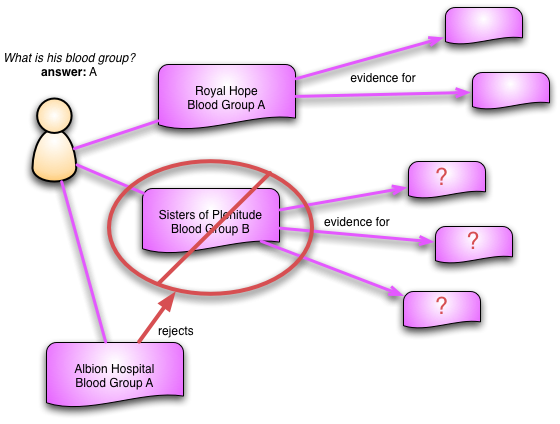 What is his blood group?
answer: A
Royal Hope
Blood Group A
evidence for
Sisters of Plenitude
Blood Group B
evidence for
?
?
?
rejects
Albion Hospital
Blood Group A